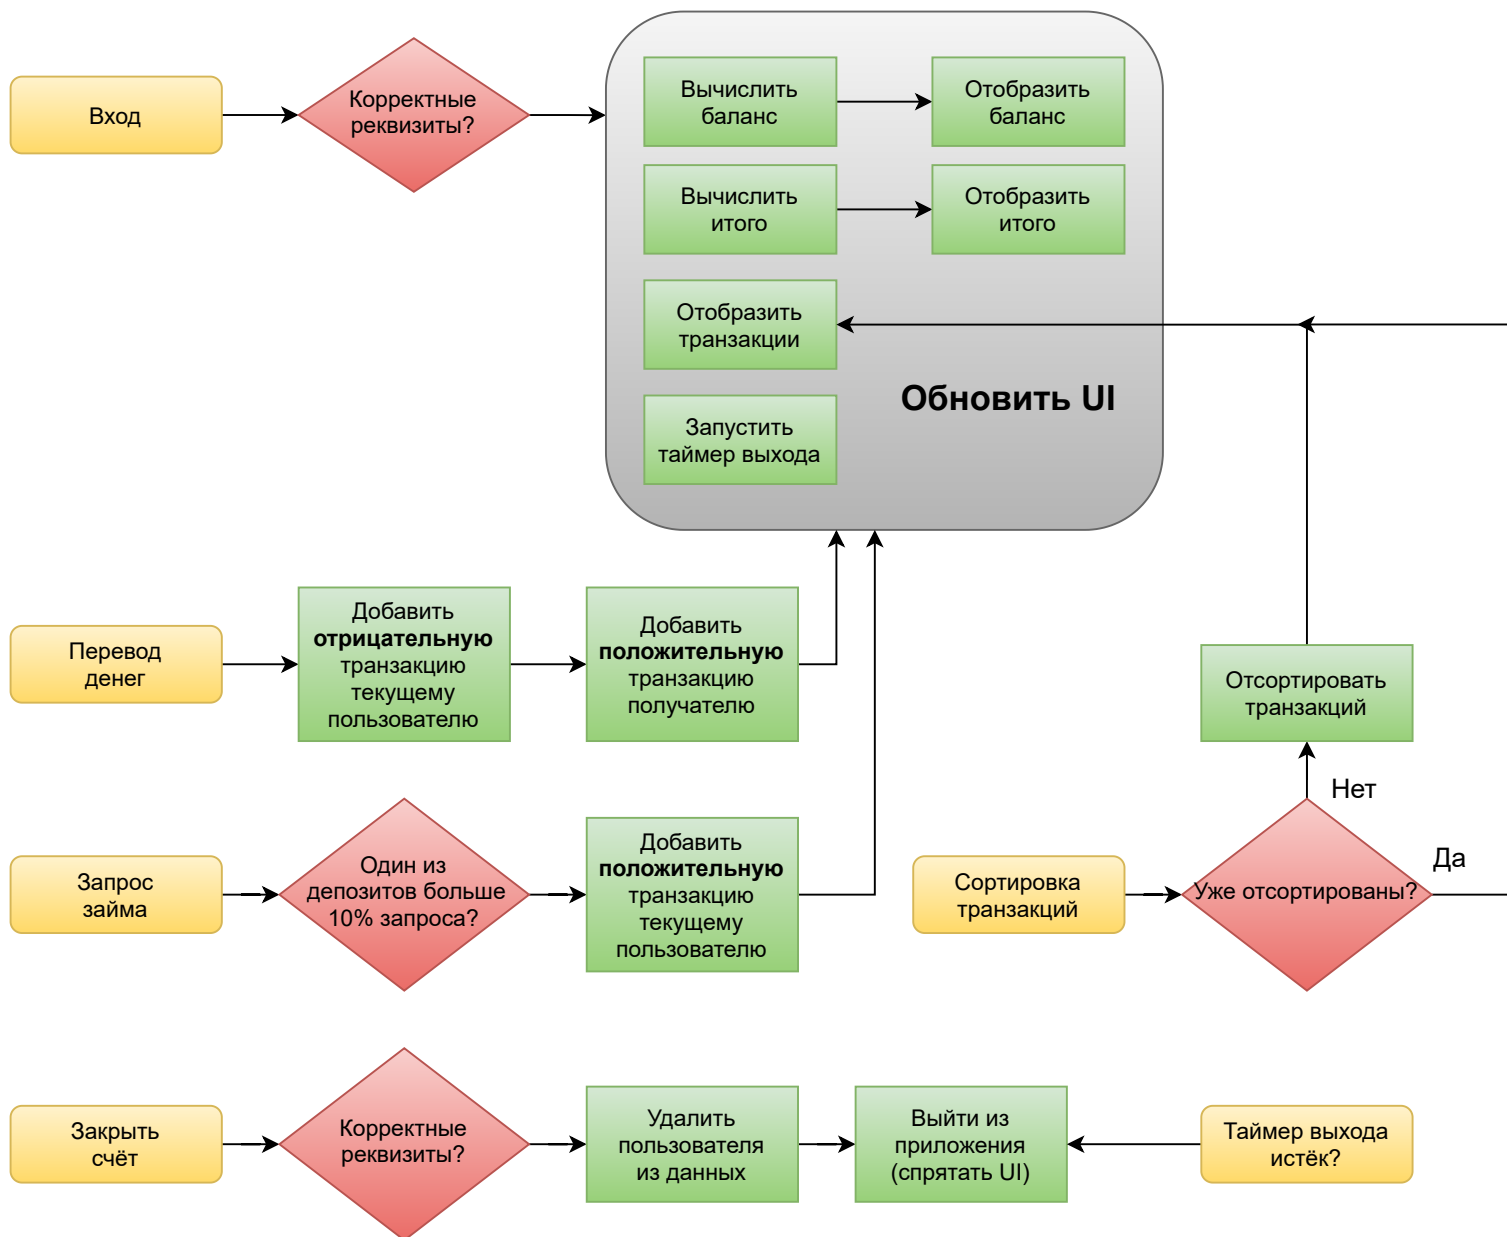 Вход
Корректные
реквизиты?
Вычислить
баланс
Отобразить
баланс
Вычислить
итого
Отобразить
итого
Отобразить
транзакции
Обновить UI
Запустить
таймер выхода
Перевод
денег
Добавить
отрицательную
транзакцию
текущему
пользователю
Добавить
положительную
транзакцию
получателю
Отсортировать
транзакций
Нет
Запрос
займа
Один из
депозитов больше
10% запроса?
Добавить
положительную
транзакцию
текущему
пользователю
Сортировка
транзакций
Уже отсортированы?
Да
Закрыть
счёт
Корректные
реквизиты?
Удалить
пользователя
из данных
Выйти из
приложения
(спрятать UI)
Таймер выхода
истёк?